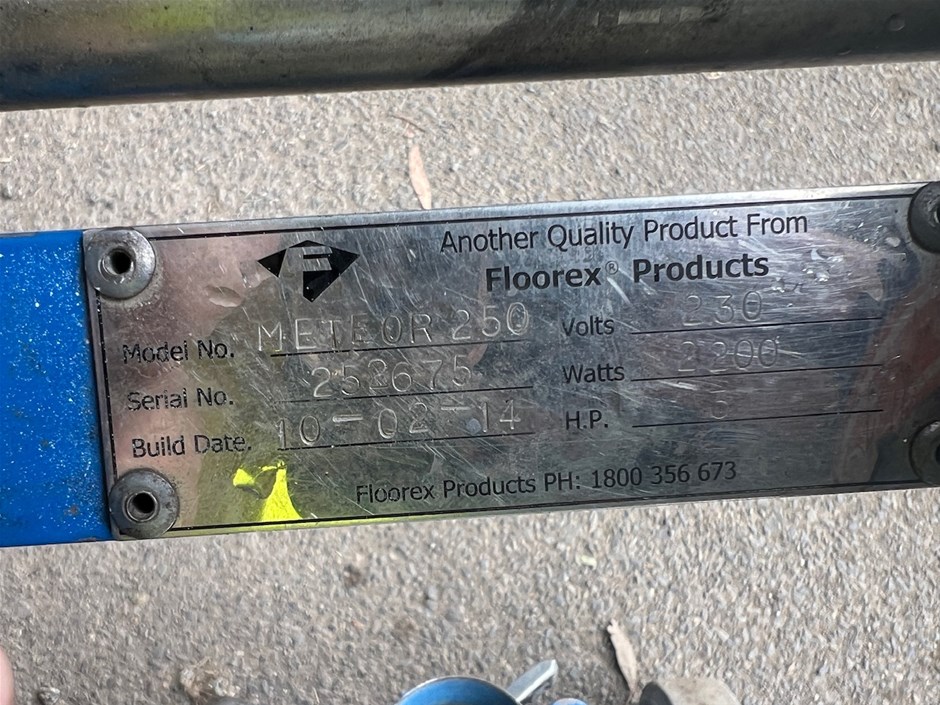 Another Quality Product From
Floorex® Products
Model No. METEOR 250
Volts 230
Serial No. 253675
Watts 2200
Build Date. 10-02-14
H.P.
Floorex Products PH: 1800 356 673